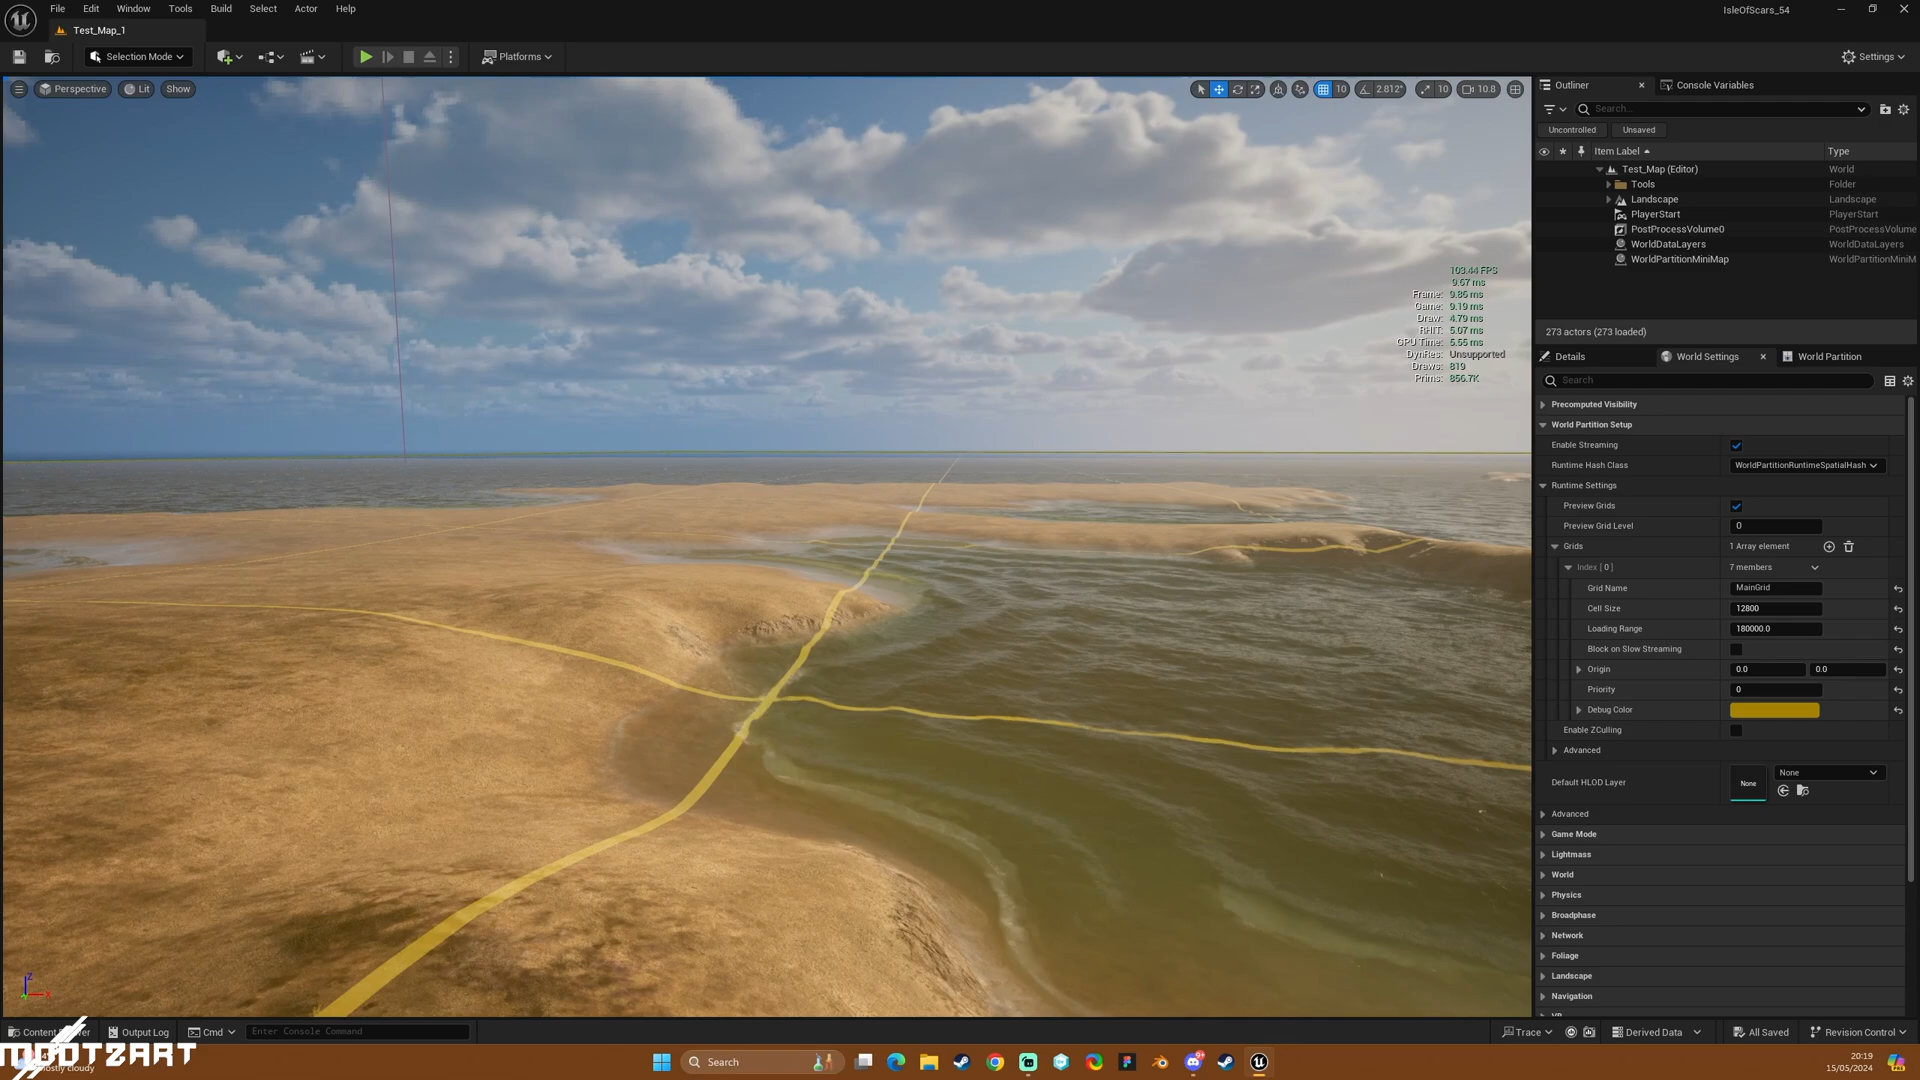 File Edit Window Tools Build Select Actor Help
IsleOfScars_54
Test_Map_1
Selection Mode
Platforms
Settings
Perspective
Lit
Show
10
2.812°
10
10.8
103.44 FPS
9.67 ms
Frame: 9.86 ms
Game: 9.19 ms
Draw: 4.79 ms
RHIT: 5.07 ms
GPU Time: 5.55 ms
DynRes: Unsupported
Draws: 819
Prims: 856.7K
Outliner
Console Variables
Search...
Uncontrolled
Unsaved
Item Label
Type
Test_Map (Editor) World
Tools Folder
Landscape Landscape
PlayerStart PlayerStart
PostProcessVolume0 PostProcessVolume
WorldDataLayers WorldDataLayers
WorldPartitionMiniMap WorldPartitionMiniM
273 actors (273 loaded)
Details
World Settings
World Partition
Search
Precomputed Visibility
World Partition Setup
Enable Streaming
Runtime Hash Class WorldPartitionRuntimeSpatialHash
Runtime Settings
Preview Grids
Preview Grid Level 0
Grids 1 Array element
Index [ 0 ] 7 members
Grid Name MainGrid
Cell Size 12800
Loading Range 180000.0
Block on Slow Streaming
Origin 0.0 0.0
Priority 0
Debug Color
Enable ZCulling
Advanced
Default HLOD Layer None None
Advanced
Game Mode
Lightmass
World
Physics
Broadphase
Network
Foliage
Landscape
Navigation
Output Log
Cmd
Enter Console Command
Trace
Derived Data
All Saved
Revision Control
Search
20:19
15/05/2024